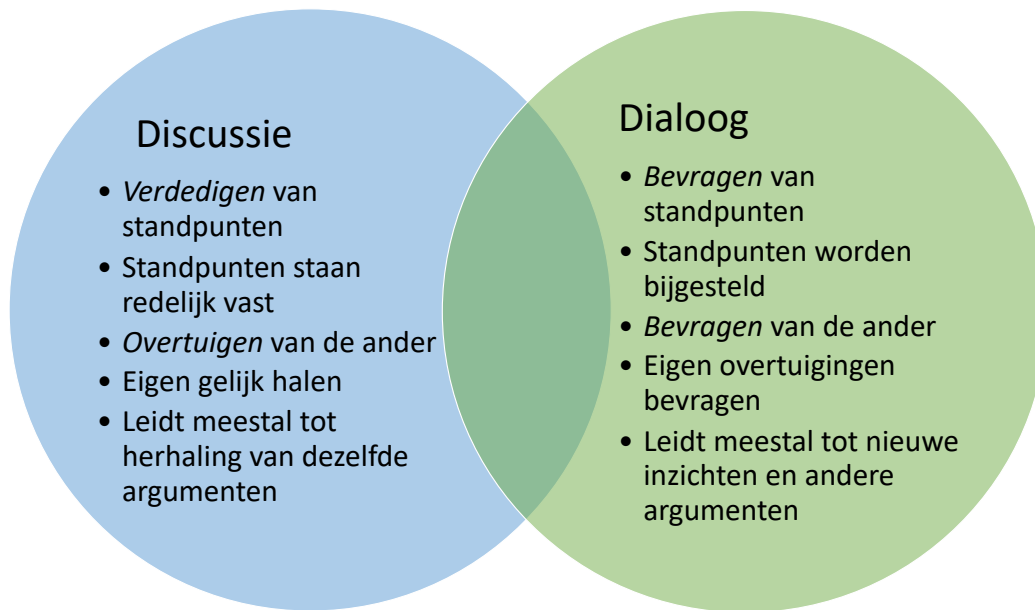 Discussie
• Verdedigen van
standpunten
• Standpunten staan
redelijk vast
• Overtuigen van de ander
• Eigen gelijk halen
• Leidt meestal tot
herhaling van dezelfde
argumenten
Dialoog
• Bevragen van
standpunten
• Standpunten worden
bijgesteld
• Bevragen van de ander
• Eigen overtuigingen
bevragen
• Leidt meestal tot nieuwe
inzichten en andere
argumenten